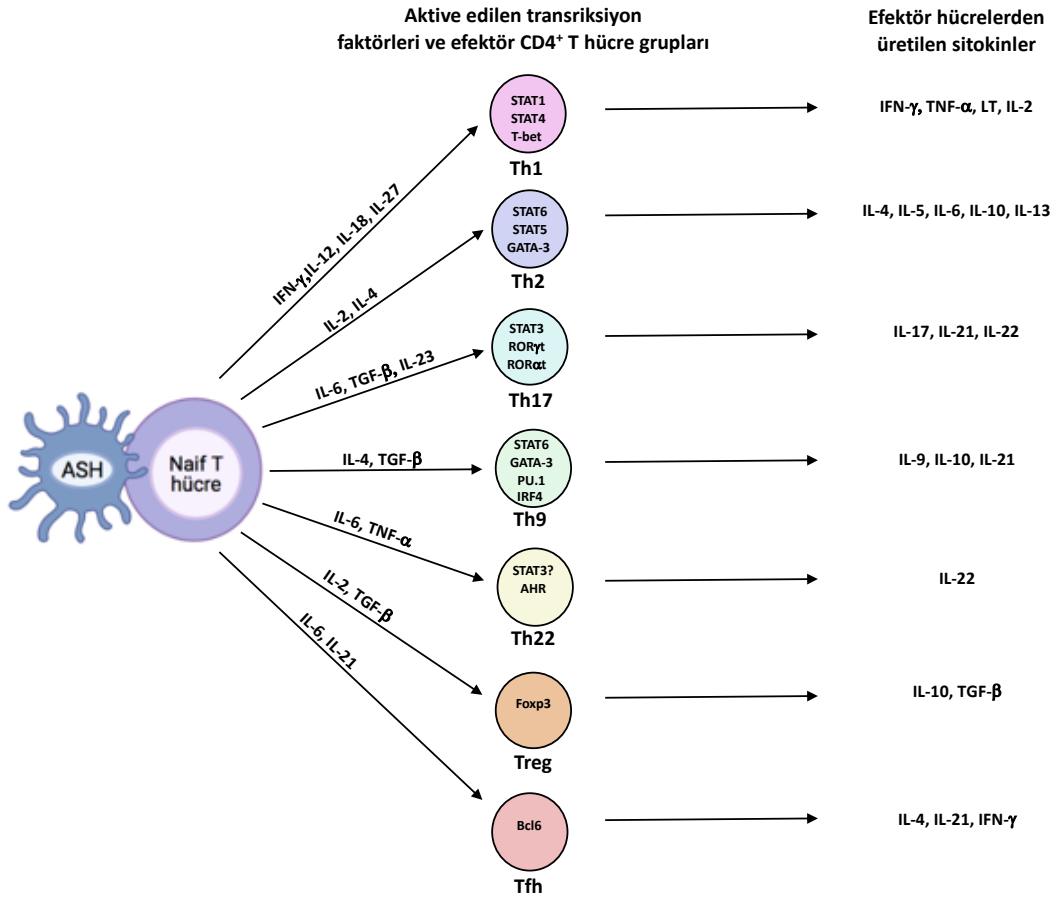 Aktive edilen transriksiyon
faktörleri ve efektör CD4⁺ T hücre grupları
Efektör hücrelerden
üretilen sitokinler
STAT1
STAT4
T-bet
Th1
IFN-γ, TNF-α, LT, IL-2
IFN-γ,IL-12, IL-18, IL-27
STAT6
STAT5
GATA-3
Th2
IL-4, IL-5, IL-6, IL-10, IL-13
IL-2, IL-4
STAT3
RORγt
RORαt
Th17
IL-17, IL-21, IL-22
IL-6, TGF-β, IL-23
ASH
Naif T
hücre
IL-4, TGF-β
STAT6
GATA-3
PU.1
IRF4
Th9
IL-9, IL-10, IL-21
IL-6, TNF-α
STAT3?
AHR
Th22
IL-22
IL-2, TGF-β
Foxp3
Treg
IL-10, TGF-β
IL-6, IL-21
Bcl6
Tfh
IL-4, IL-21, IFN-γ